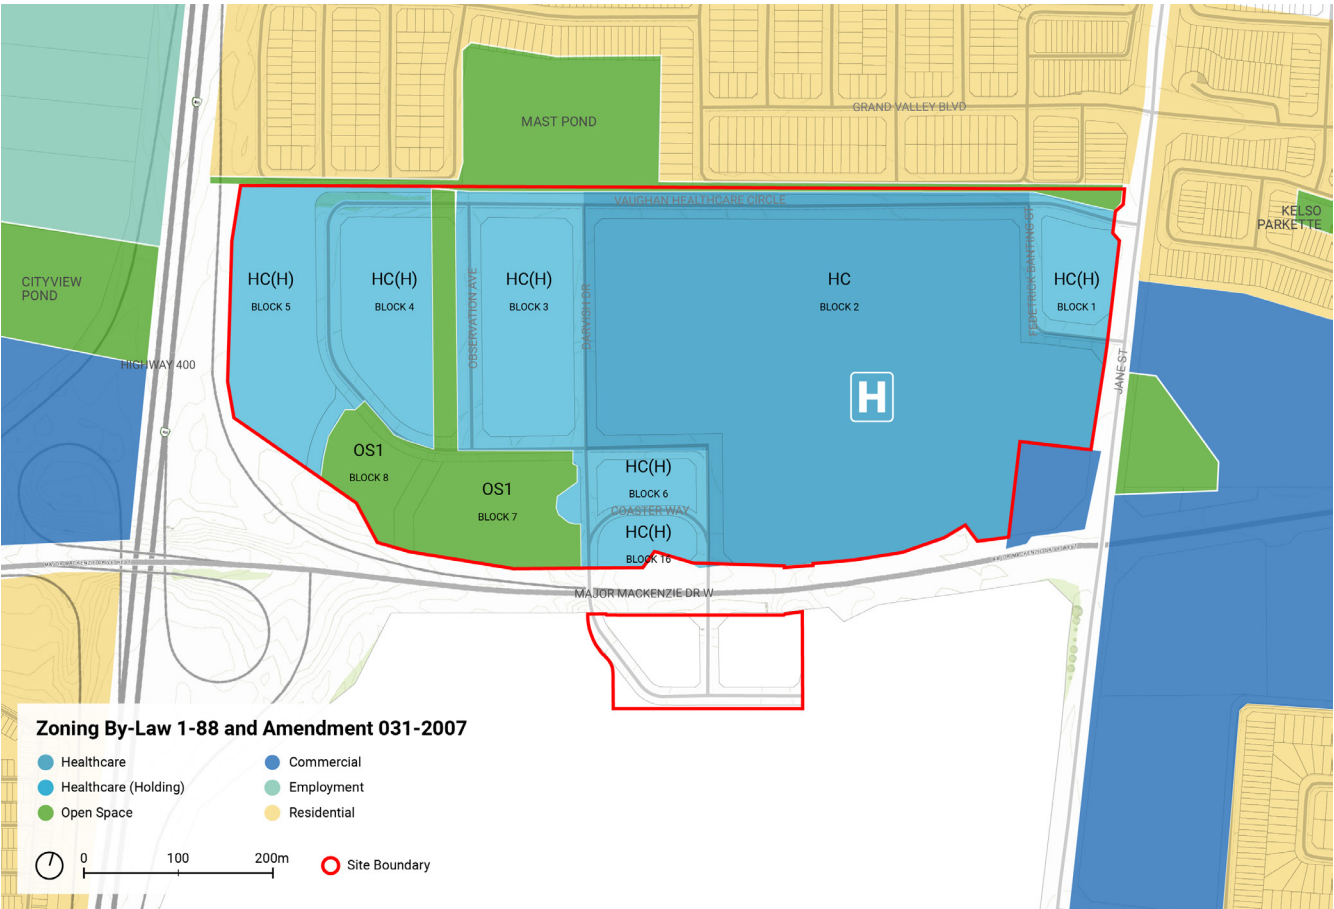 GRAND VALLEY BLVD
MAST POND
VAUGHAN HEALTHCARE CIRCLE
KELSO
PARKETTE
CITYVIEW
POND
HC(H)
BLOCK 5
HC(H)
BLOCK 4
OBSERVATION AVE
HC(H)
BLOCK 3
DARVISH DR
HC
BLOCK 2
FEDETRICK BANTING ST
HC(H)
BLOCK 1
HIGHWAY 400
JANE ST
H
OS1
BLOCK 8
OS1
BLOCK 7
HC(H)
BLOCK 6
COASTER WAY
HC(H)
BLOCK 16
MAJOR MACKENZIE DR W
Zoning By-Law 1-88 and Amendment 031-2007
Healthcare
Healthcare (Holding)
Open Space
Commercial
Employment
Residential
0 100 200m
Site Boundary